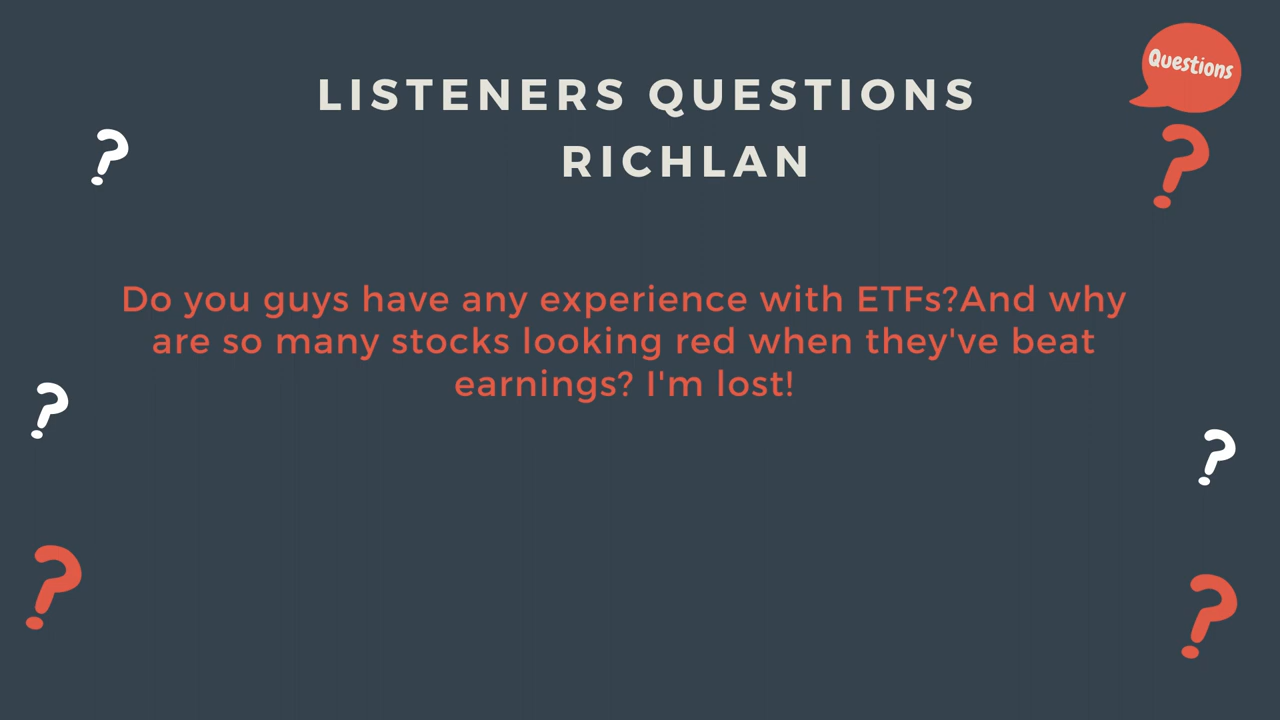 Questions
LISTENERS QUESTIONS
RICHLAN
Do you guys have any experience with ETFs?And why
are so many stocks looking red when they've beat
earnings? I'm lost!